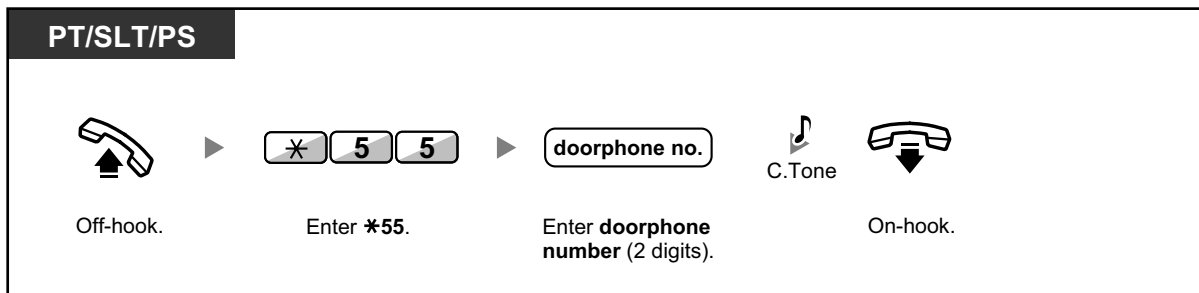 PT/SLT/PS
✳ 5 5
doorphone no.
C.Tone
Off-hook.
Enter ✳55.
Enter doorphone
number (2 digits).
On-hook.